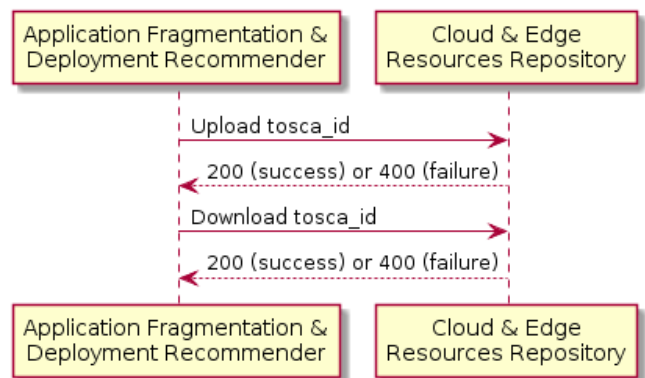 Application Fragmentation &
Deployment Recommender
Cloud & Edge
Resources Repository
Upload tosca_id
200 (success) or 400 (failure)
Download tosca_id
200 (success) or 400 (failure)
Application Fragmentation &
Deployment Recommender
Cloud & Edge
Resources Repository